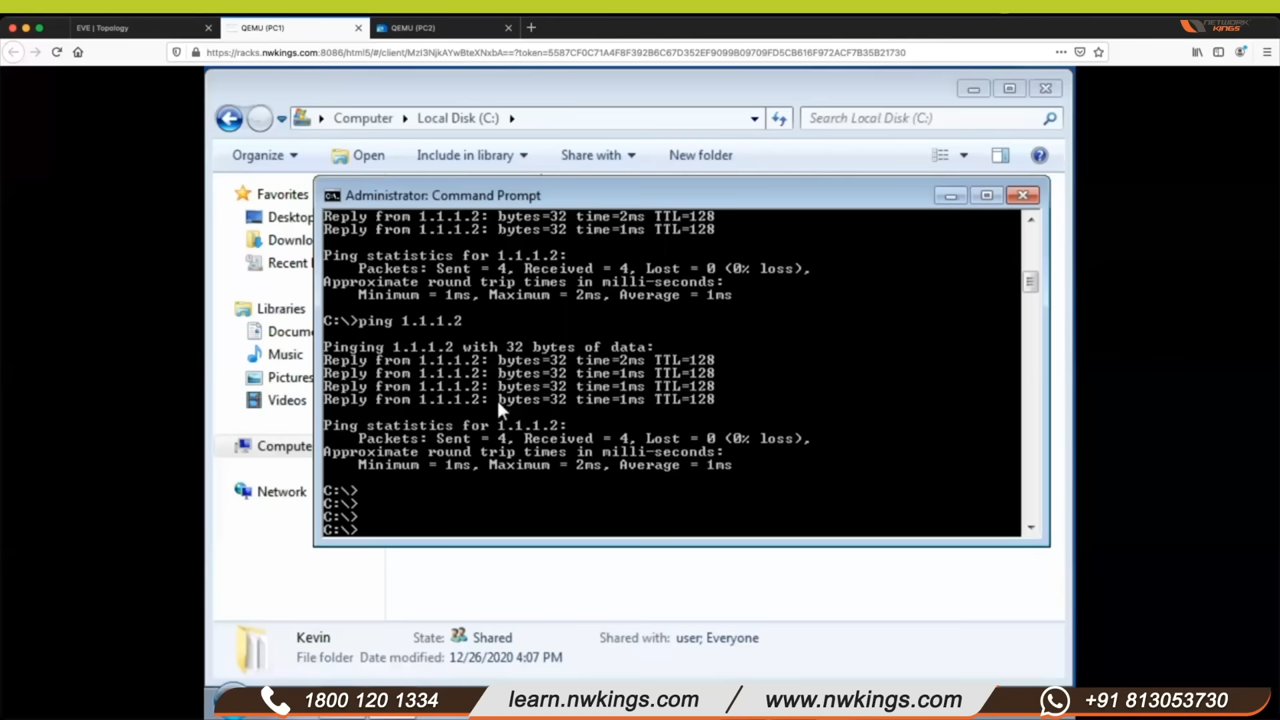 EVE | Topology
QEMU (PC1)
QEMU (PC2)
NETWORK
KINGS
https://racks.nwkings.com:8086/html5/#/client/MzI3NjkAYwBteXNxbA==?token=5587CF0C71A4FBF392B6C67D352EF9099B09709FD5CB616F972ACF7B35B21730
Computer
Local Disk (C:)
Search Local Disk (C:)
Organize
Open
Include in library
Share with
New folder
Favorites
Desktop
Downlo
Recent
Libraries
Docum
Music
Pictures
Videos
Compute
Network
Administrator: Command Prompt
Reply from 1.1.1.2: bytes=32 time=2ms TTL=128
Reply from 1.1.1.2: bytes=32 time=1ms TTL=128
Ping statistics for 1.1.1.2:
Packets: Sent = 4, Received = 4, Lost = 0 (0% loss),
Approximate round trip times in milli-seconds:
Minimum = 1ms, Maximum = 2ms, Average = 1ms
C:\>ping 1.1.1.2
Pinging 1.1.1.2 with 32 bytes of data:
Reply from 1.1.1.2: bytes=32 time=2ms TTL=128
Reply from 1.1.1.2: bytes=32 time=1ms TTL=128
Reply from 1.1.1.2: bytes=32 time=1ms TTL=128
Reply from 1.1.1.2: bytes=32 time=1ms TTL=128
Ping statistics for 1.1.1.2:
Packets: Sent = 4, Received = 4, Lost = 0 (0% loss),
Approximate round trip times in milli-seconds:
Minimum = 1ms, Maximum = 2ms, Average = 1ms
C:\>
C:\>
C:\>
C:\>
Kevin
State: Shared
Shared with: user; Everyone
File folder Date modified: 12/26/2020 4:07 PM
1800 120 1334
learn.nwkings.com / www.nwkings.com
+91 813053730